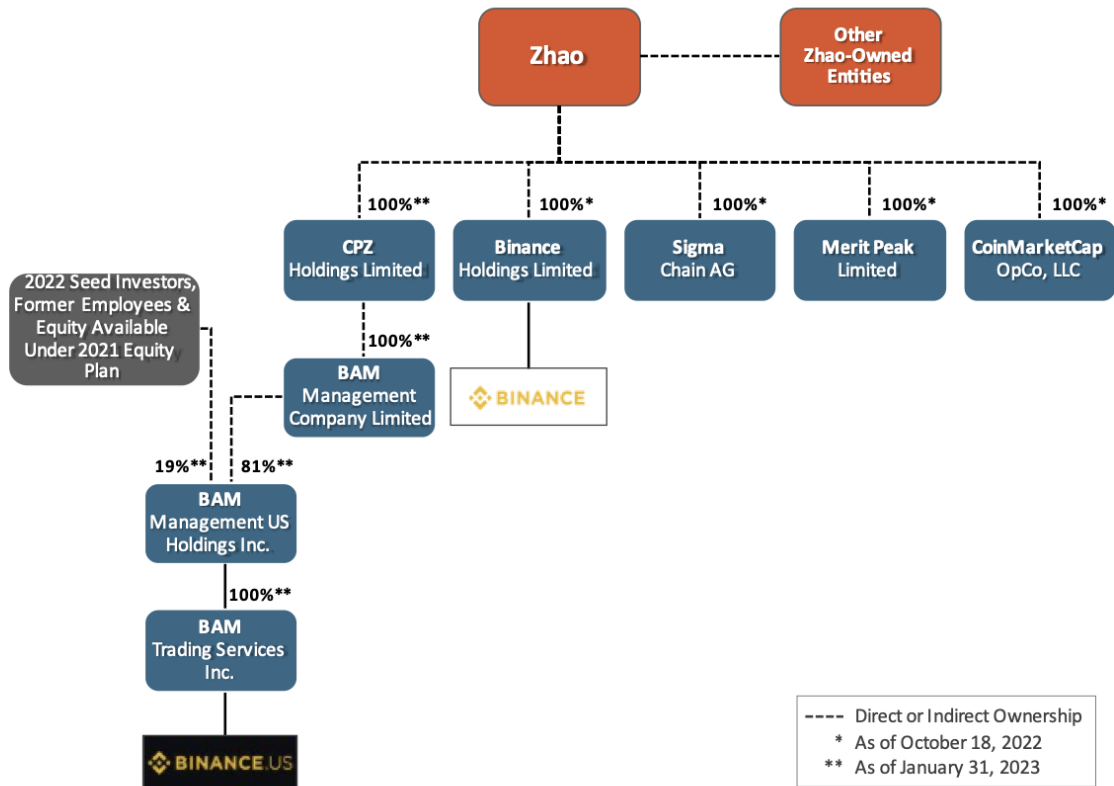 Zhao
Other
Zhao-Owned
Entities
100%**
100%*
100%*
100%*
100%*
CPZ
Holdings Limited
Binance
Holdings Limited
Sigma
Chain AG
Merit Peak
Limited
CoinMarketCap
OpCo, LLC
2022 Seed Investors,
Former Employees &
Equity Available
Under 2021 Equity
Plan
100%**
BAM
Management
Company Limited
BINANCE
19%**
81%**
BAM
Management US
Holdings Inc.
100%**
BAM
Trading Services
Inc.
BINANCE.US
Direct or Indirect Ownership
* As of October 18, 2022
** As of January 31, 2023